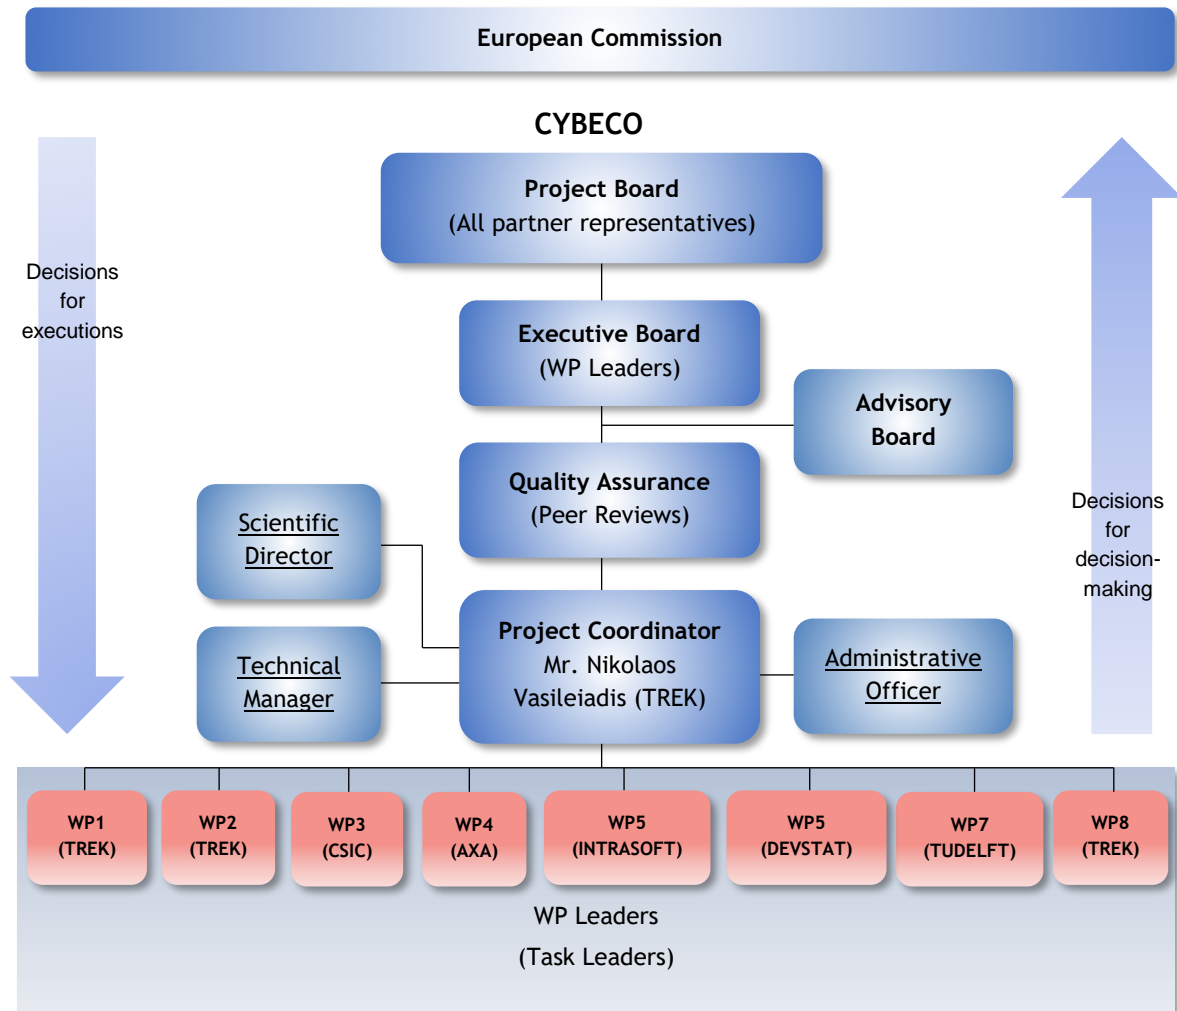 European Commission
CYBECO
Project Board
(All partner representatives)
Decisions
for
executions
Executive Board
(WP Leaders)
Advisory
Board
Quality Assurance
(Peer Reviews)
Scientific
Director
Decisions
for
decision-
making
Project Coordinator
Mr. Nikolaos
Vasileiadis (TREK)
Technical
Manager
Administrative
Officer
WP1
(TREK)
WP2
(TREK)
WP3
(CSIC)
WP4
(AXA)
WP5
(INTRASOFT)
WP5
(DEVSTAT)
WP7
(TUDELFT)
WP8
(TREK)
WP Leaders
(Task Leaders)